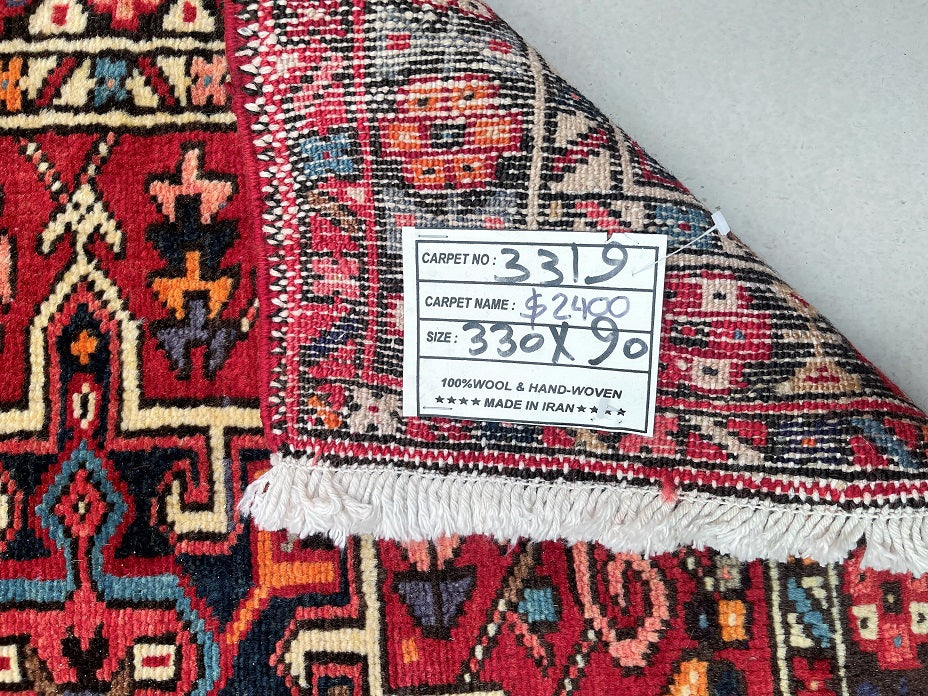 CARPET NO : 3319
CARPET NAME : $2400
SIZE : 330X90
100%WOOL & HAND-WOVEN
★★★★ MADE IN IRAN ★★★★